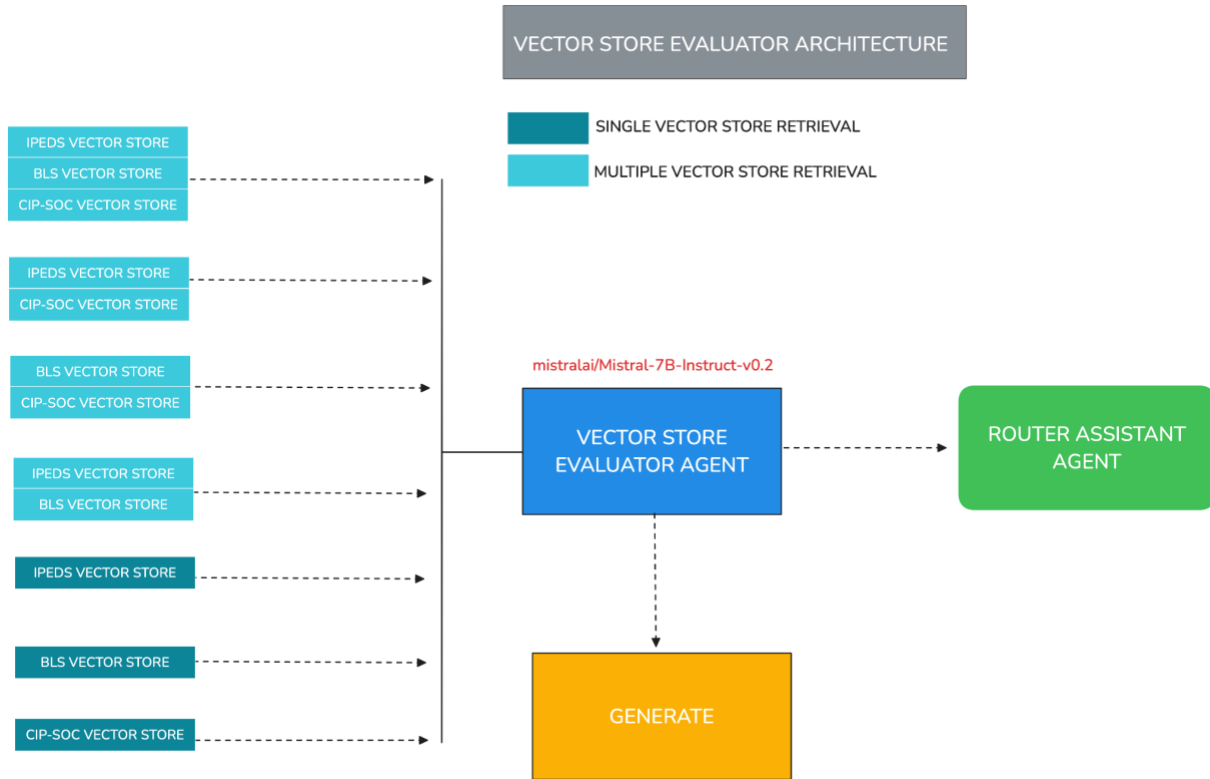 VECTOR STORE EVALUATOR ARCHITECTURE
SINGLE VECTOR STORE RETRIEVAL
MULTIPLE VECTOR STORE RETRIEVAL
IPEDS VECTOR STORE
BLS VECTOR STORE
CIP-SOC VECTOR STORE
IPEDS VECTOR STORE
CIP-SOC VECTOR STORE
BLS VECTOR STORE
CIP-SOC VECTOR STORE
IPEDS VECTOR STORE
BLS VECTOR STORE
IPEDS VECTOR STORE
BLS VECTOR STORE
CIP-SOC VECTOR STORE
mistralai/Mistral-7B-Instruct-v0.2
VECTOR STORE
EVALUATOR AGENT
ROUTER ASSISTANT
AGENT
GENERATE